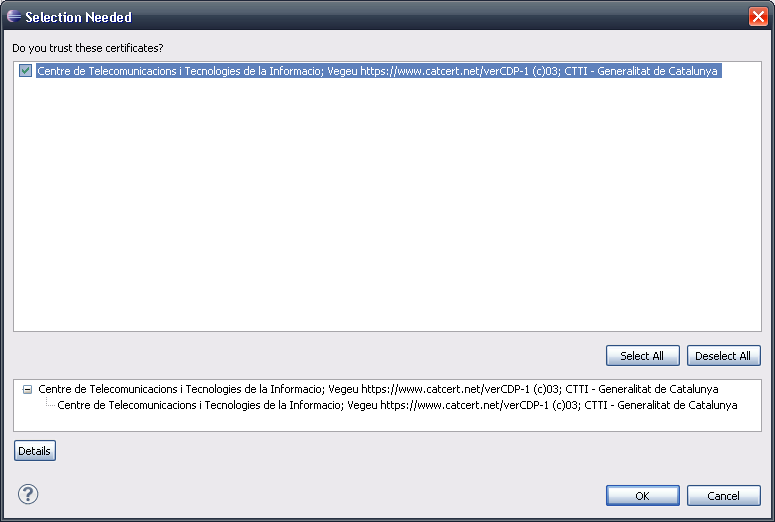 Selection Needed
Do you trust these certificates?
Centre de Telecomunicacions i Tecnologies de la Informacio; Vegeu https://www.catcert.net/verCDP-1 (c)03; CTTI - Generalitat de Catalunya
Select All
Deselect All
Centre de Telecomunicacions i Tecnologies de la Informacio; Vegeu https://www.catcert.net/verCDP-1 (c)03; CTTI - Generalitat de Catalunya
Centre de Telecomunicacions i Tecnologies de la Informacio; Vegeu https://www.catcert.net/verCDP-1 (c)03; CTTI - Generalitat de Catalunya
Details
?
OK
Cancel